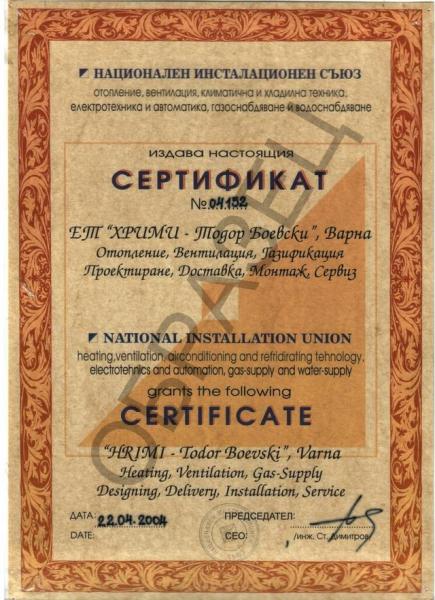 НАЦИОНАЛЕН ИНСТАЛАЦИОНЕН СЪЮЗ
отопление, вентилация, климатична и хладилна техника,
електротехника и автоматика, газоснабдяване и водоснабдяване
издава настоящия
СЕРТИФИКАТ
№ 04152
ЕТ "ХРИМИ - Тодор Боевски", Варна
Отопление, Вентилация, Газификация
Проектиране, Доставка, Монтаж, Сервиз
ОБРАЗЕЦ
NATIONAL INSTALLATION UNION
heating,ventilation, airconditioning and refridirating tehnology,
electrotehnics and automation, gas-supply and water-supply
grants the following
CERTIFICATE
"HRIMI - Todor Boevski", Varna
Heating, Ventilation, Gas-Supply
Designing, Delivery, Installation, Service
ДАТА: 22.04.2004 ПРЕДСЕДАТЕЛ:
DATE: CEO: /инж. Ст. Димитров/